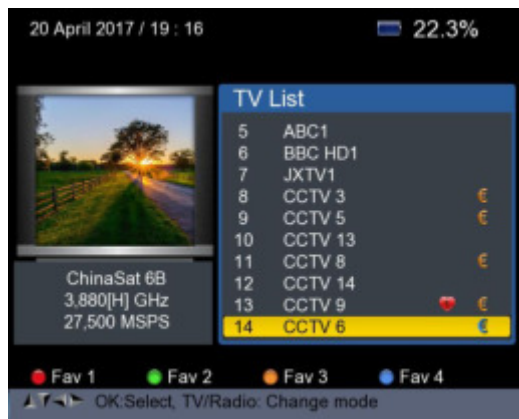 20 April 2017 / 19 : 16
22.3%
TV List
5 ABC1
6 BBC HD1
7 JXTV1
8 CCTV 3 €
9 CCTV 5 €
10 CCTV 13
11 CCTV 8 €
12 CCTV 14
13 CCTV 9 €
14 CCTV 6 €
ChinaSat 6B
3,880[H] GHz
27,500 MSPS
Fav 1 Fav 2 Fav 3 Fav 4
OK:Select, TV/Radio: Change mode